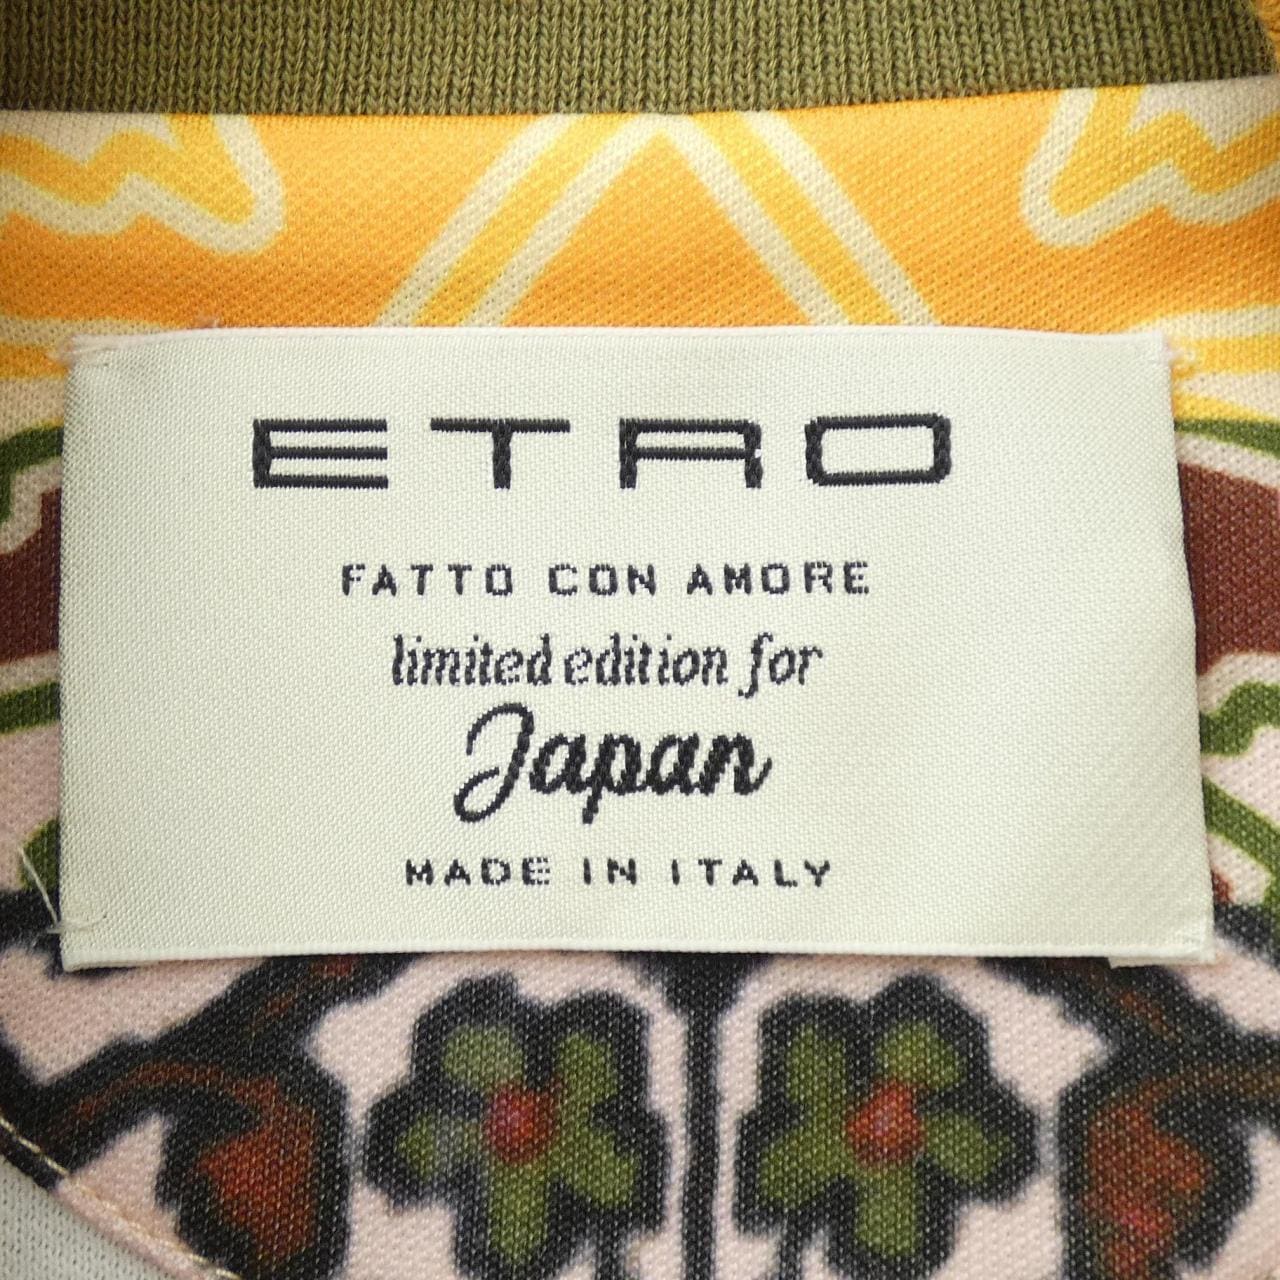 ETRO
FATTO CON AMORE
limited edition for
Japan
MADE IN ITALY